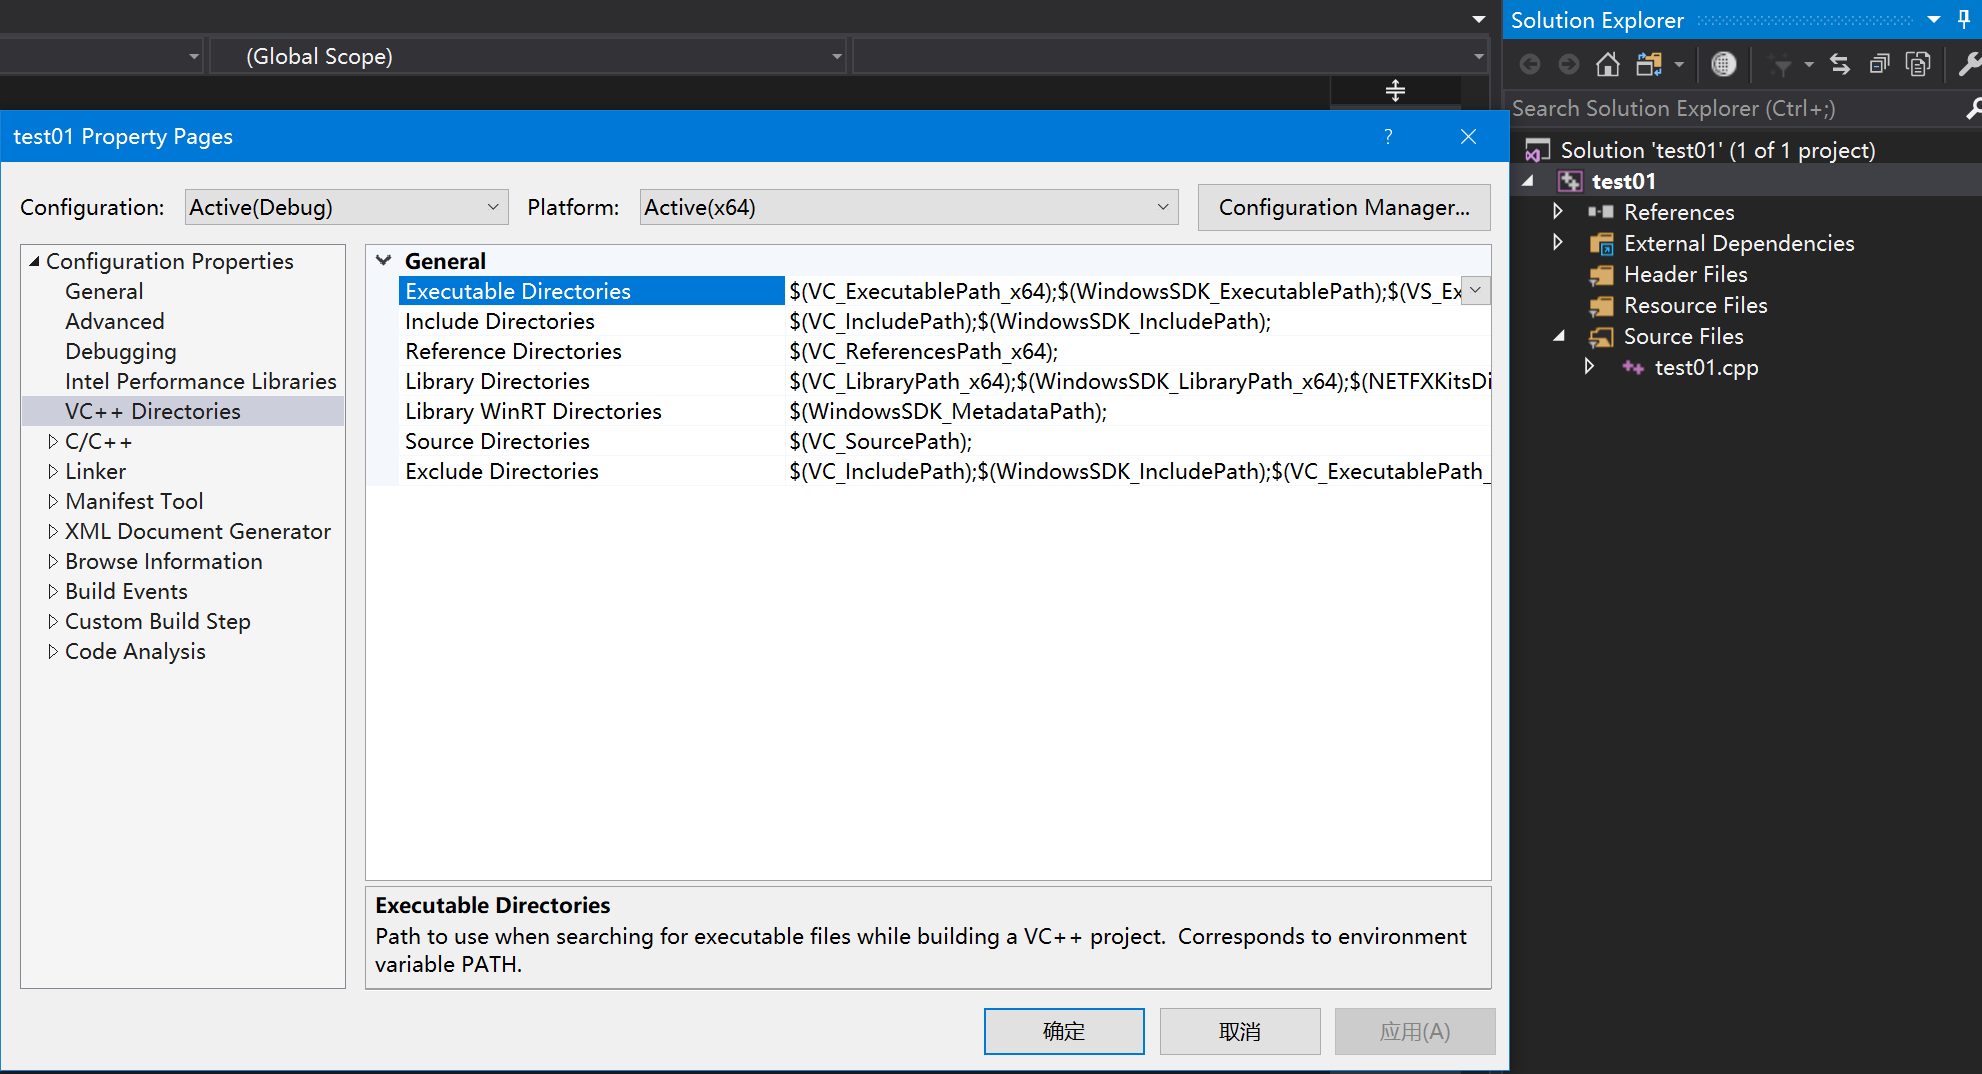 (Global Scope)
Solution Explorer
Search Solution Explorer (Ctrl+;)
Solution 'test01' (1 of 1 project)
test01
References
External Dependencies
Header Files
Resource Files
Source Files
test01.cpp
test01 Property Pages
?
Configuration: Active(Debug) Platform: Active(x64) Configuration Manager...
Configuration Properties
General
Advanced
Debugging
Intel Performance Libraries
VC++ Directories
C/C++
Linker
Manifest Tool
XML Document Generator
Browse Information
Build Events
Custom Build Step
Code Analysis
General
Executable Directories $(VC_ExecutablePath_x64);$(WindowsSDK_ExecutablePath);$(VS_Ex
Include Directories $(VC_IncludePath);$(WindowsSDK_IncludePath);
Reference Directories $(VC_ReferencesPath_x64);
Library Directories $(VC_LibraryPath_x64);$(WindowsSDK_LibraryPath_x64);$(NETFXKitsDi
Library WinRT Directories $(WindowsSDK_MetadataPath);
Source Directories $(VC_SourcePath);
Exclude Directories $(VC_IncludePath);$(WindowsSDK_IncludePath);$(VC_ExecutablePath_
Executable Directories
Path to use when searching for executable files while building a VC++ project.  Corresponds to environment
variable PATH.
确定 取消 应用(A)